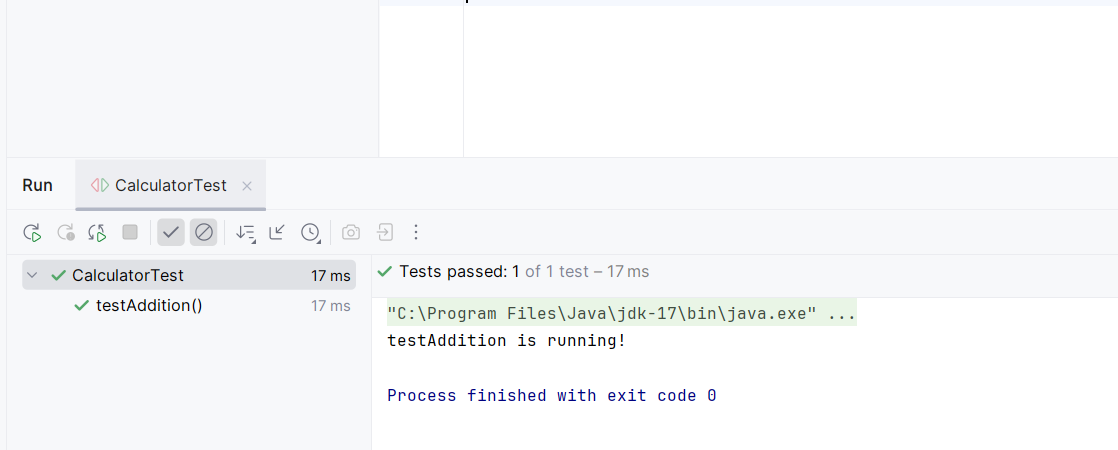 Run CalculatorTest
CalculatorTest 17 ms
testAddition() 17 ms
Tests passed: 1 of 1 test – 17 ms
"C:\Program Files\Java\jdk-17\bin\java.exe" ...
testAddition is running!
Process finished with exit code 0